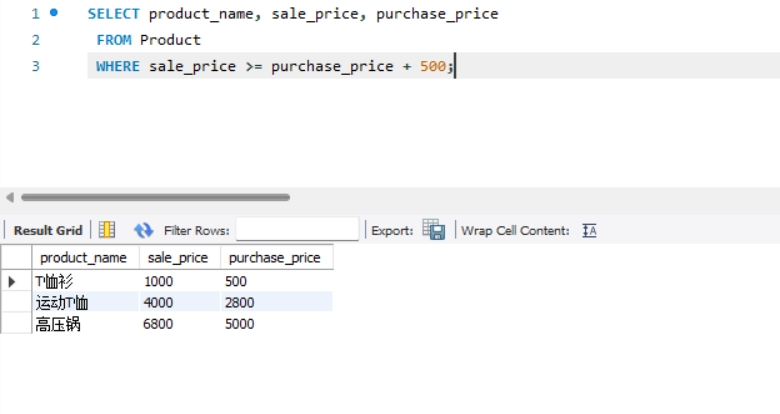 1 SELECT product_name, sale_price, purchase_price
2 FROM Product
3 WHERE sale_price >= purchase_price + 500;
Result Grid Filter Rows: Export: Wrap Cell Content: IA
product_name sale_price purchase_price
T恤衫 1000 500
运动T恤 4000 2800
高压锅 6800 5000